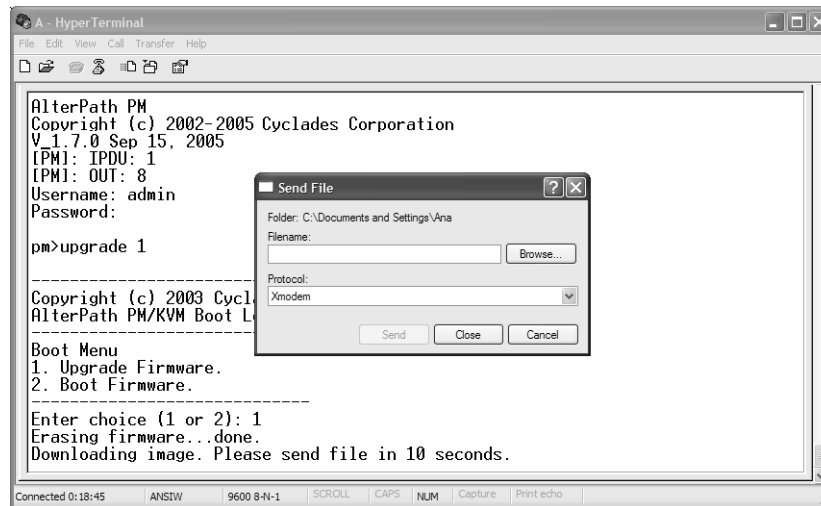 A - HyperTerminal
File Edit View Call Transfer Help
AlterPath PM
Copyright (c) 2002-2005 Cyclades Corporation
V_1.7.0 Sep 15, 2005
[PM]: IPDU: 1
[PM]: OUT: 8
Username: admin
Password:
pm>upgrade 1
------------------------------
Copyright (c) 2003 Cycl
AlterPath PM/KVM Boot L
------------------------------
Boot Menu
1. Upgrade Firmware.
2. Boot Firmware.
------------------------------
Enter choice (1 or 2): 1
Erasing firmware...done.
Downloading image. Please send file in 10 seconds.
Send File
Folder: C:\Documents and Settings\Ana
Filename:
Browse...
Protocol:
Xmodem
Send Close Cancel
Connected 0:18:45 ANSIW 9600 8-N-1 SCROLL CAPS NUM Capture Print echo